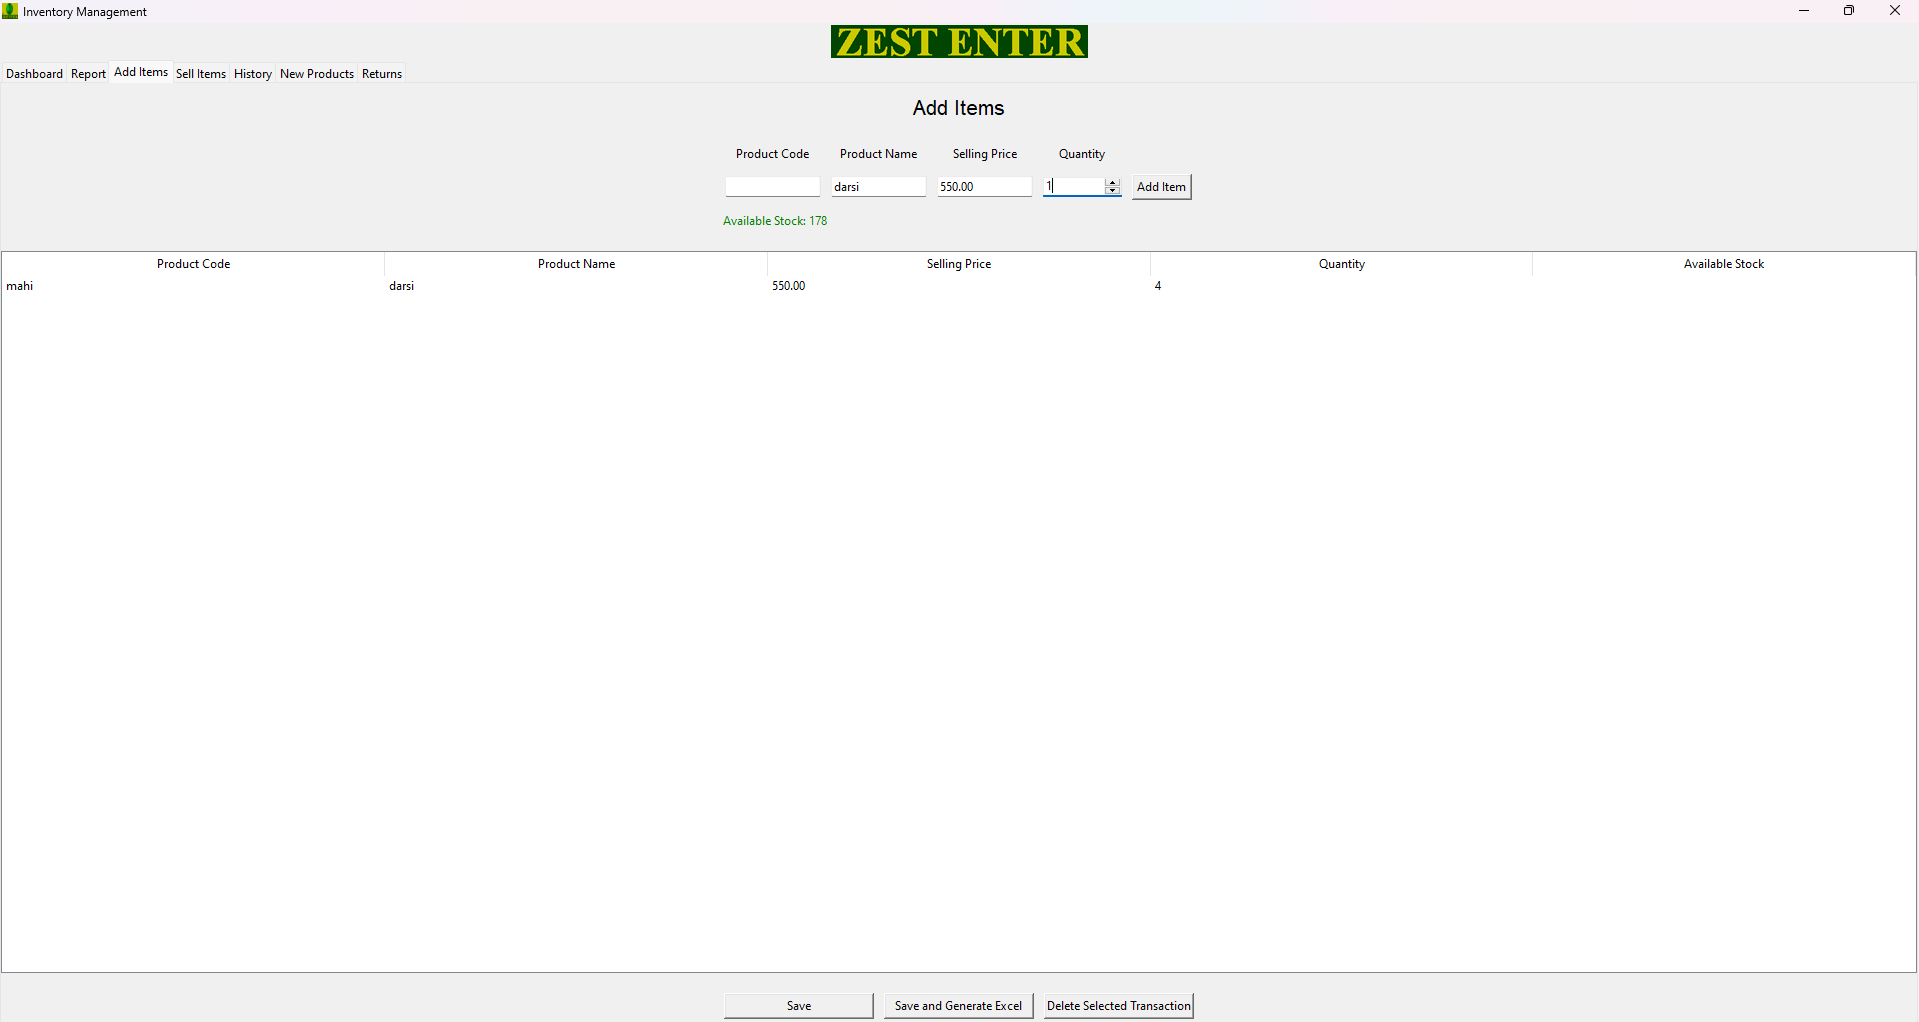 Inventory Management
ZEST ENTER
Dashboard Report Add Items Sell Items History New Products Returns
Add Items
Product Code Product Name Selling Price Quantity
darsi 550.00 1 Add Item
Available Stock: 178
Product Code Product Name Selling Price Quantity Available Stock
mahi darsi 550.00 4
Save Save and Generate Excel Delete Selected Transaction